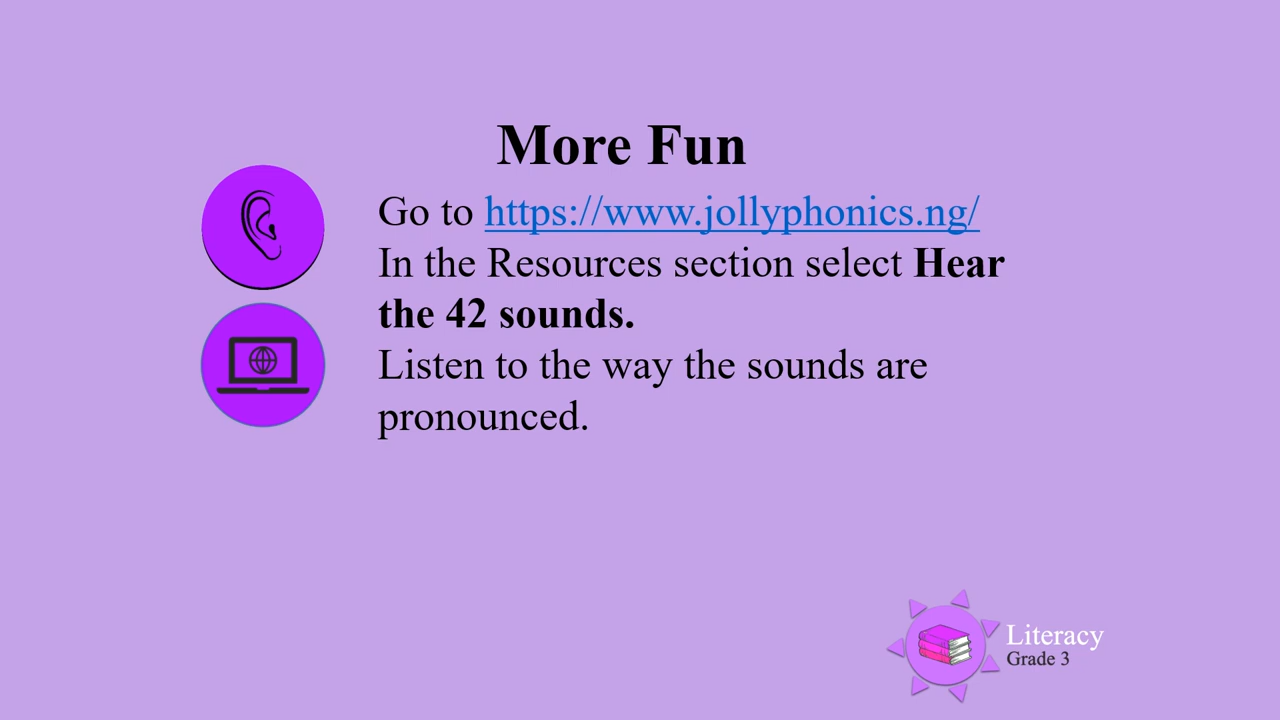 More Fun
Go to https://www.jollyphonics.ng/
In the Resources section select Hear
the 42 sounds.
Listen to the way the sounds are
pronounced.
Literacy
Grade 3